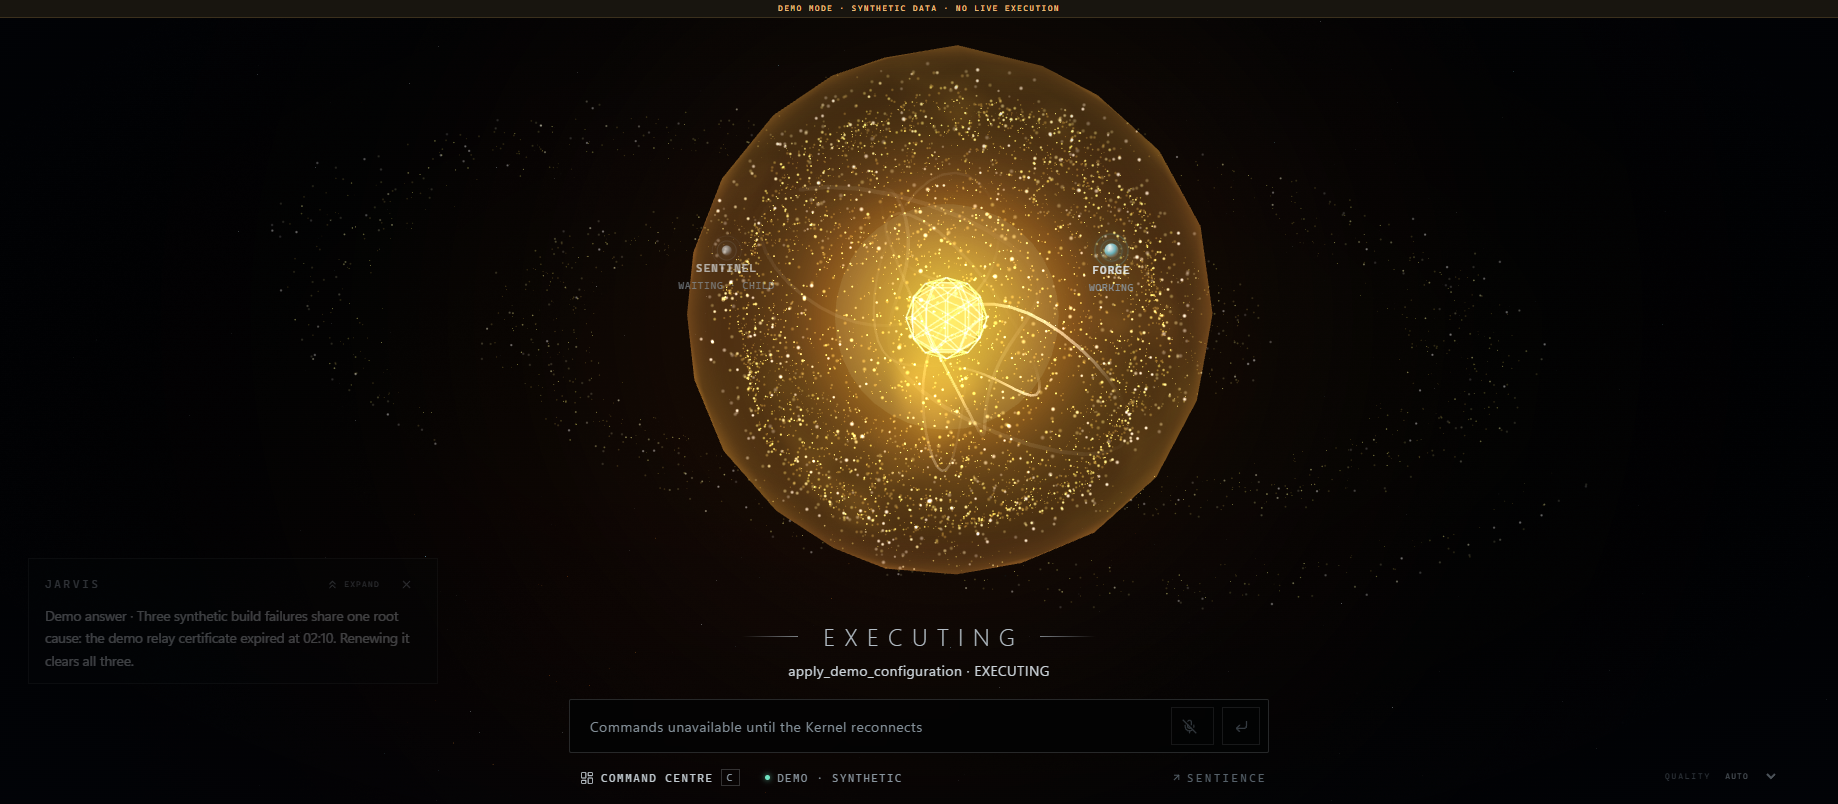 DEMO MODE · SYNTHETIC DATA · NO LIVE EXECUTION
SENTINEL
WAITING · CHILD
FORGE
WORKING
JARVIS
EXPAND
Demo answer · Three synthetic build failures share one root
cause: the demo relay certificate expired at 02:10. Renewing it
clears all three.
EXECUTING
apply_demo_configuration · EXECUTING
Commands unavailable until the Kernel reconnects
COMMAND CENTRE C
DEMO · SYNTHETIC
SENTIENCE
QUALITY AUTO